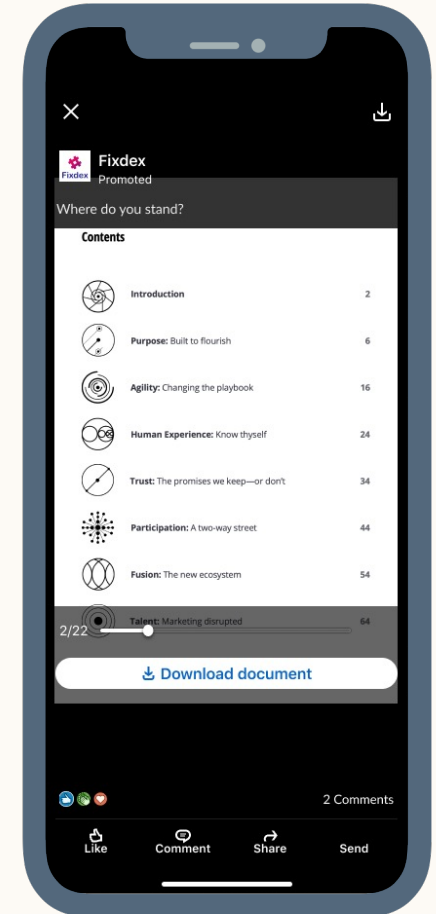 Fixdex
Fixdex
Promoted
Where do you stand?
Contents
Introduction 2
Purpose: Built to flourish 6
Agility: Changing the playbook 16
Human Experience: Know thyself 24
Trust: The promises we keep—or don't 34
Participation: A two-way street 44
Fusion: The new ecosystem 54
Talent: Marketing disrupted 64
2/22
Download document
2 Comments
Like Comment Share Send